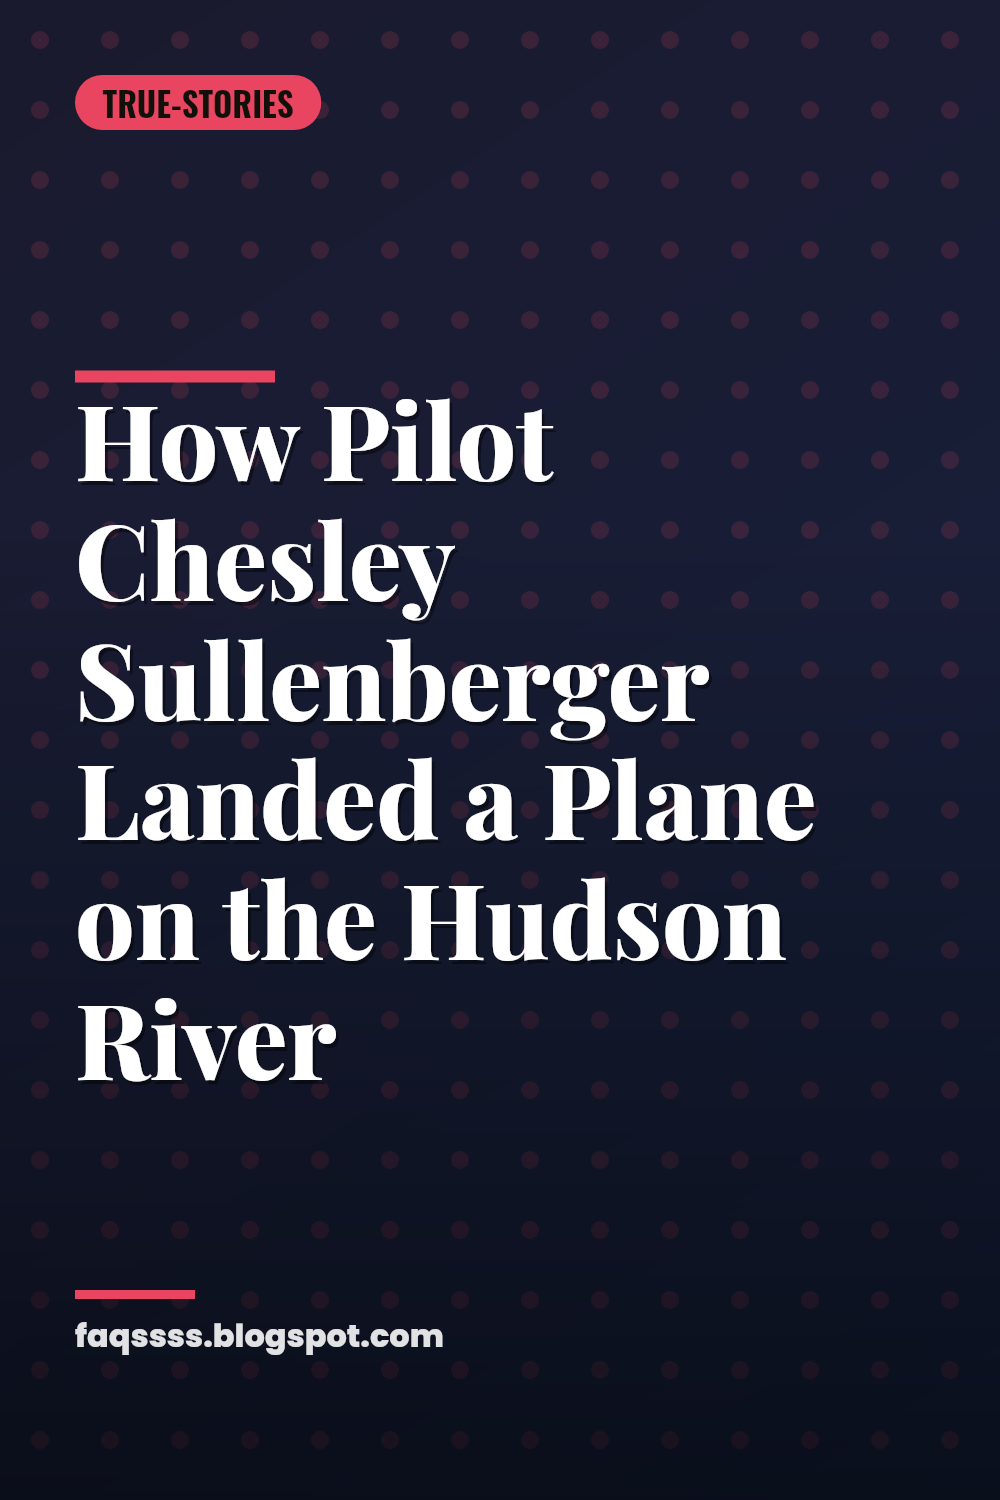 TRUE-STORIES
How Pilot
Chesley
Sullenberger
Landed a Plane
on the Hudson
River
faqssss.blogspot.com